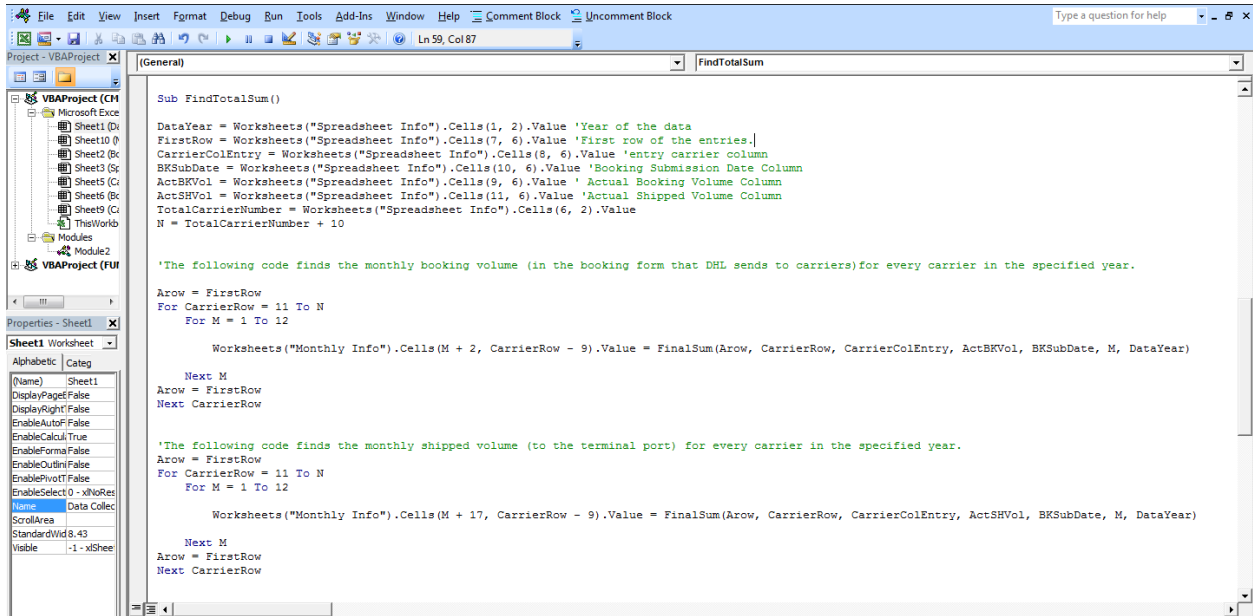 File Edit View Insert Format Debug Run Tools Add-Ins Window Help Comment Block Uncomment Block Type a question for help
Ln 59, Col 87
Project - VBAProject
(General) FindTotalSum
VBAProject (CM
Microsoft Exce
Sheet1 (Da
Sheet10 (M
Sheet2 (Bo
Sheet3 (Sp
Sheet5 (Ca
Sheet6 (Bo
Sheet9 (Ca
ThisWorkb
Modules
Module2
VBAProject (FUN
Properties - Sheet1
Sheet1 Worksheet
Alphabetic Categ
(Name) Sheet1
DisplayPageE False
DisplayRight False
EnableAutoF False
EnableCalcul True
EnableForma False
EnableOutlini False
EnablePivotT False
EnableSelect 0 - xlNoRes
Name Data Collec
ScrollArea
StandardWid 8.43
Visible -1 - xlShee
Sub FindTotalSum()
DataYear = Worksheets("Spreadsheet Info").Cells(1, 2).Value 'Year of the data
FirstRow = Worksheets("Spreadsheet Info").Cells(7, 6).Value 'First row of the entries.
CarrierColEntry = Worksheets("Spreadsheet Info").Cells(8, 6).Value 'entry carrier column
BKSubDate = Worksheets("Spreadsheet Info").Cells(10, 6).Value 'Booking Submission Date Column
ActBKVol = Worksheets("Spreadsheet Info").Cells(9, 6).Value ' Actual Booking Volume Column
ActSHVol = Worksheets("Spreadsheet Info").Cells(11, 6).Value 'Actual Shipped Volume Column
TotalCarrierNumber = Worksheets("Spreadsheet Info").Cells(6, 2).Value
N = TotalCarrierNumber + 10
'The following code finds the monthly booking volume (in the booking form that DHL sends to carriers)for every carrier in the specified year.
Arow = FirstRow
For CarrierRow = 11 To N
For M = 1 To 12
Worksheets("Monthly Info").Cells(M + 2, CarrierRow - 9).Value = FinalSum(Arow, CarrierRow, CarrierColEntry, ActBKVol, BKSubDate, M, DataYear)
Next M
Arow = FirstRow
Next CarrierRow
'The following code finds the monthly shipped volume (to the terminal port) for every carrier in the specified year.
Arow = FirstRow
For CarrierRow = 11 To N
For M = 1 To 12
Worksheets("Monthly Info").Cells(M + 17, CarrierRow - 9).Value = FinalSum(Arow, CarrierRow, CarrierColEntry, ActSHVol, BKSubDate, M, DataYear)
Next M
Arow = FirstRow
Next CarrierRow